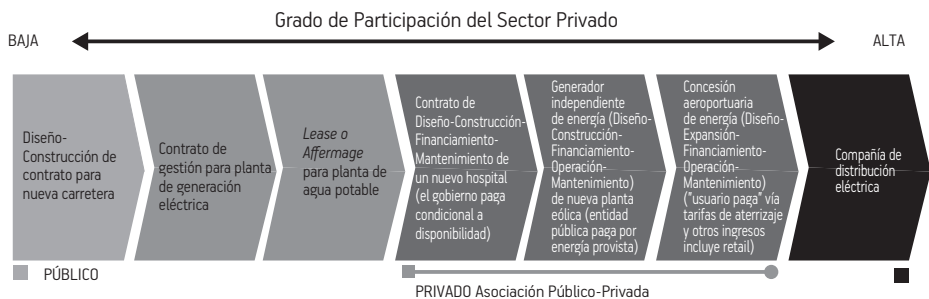 Grado de Participación del Sector Privado
BAJA
ALTA
Diseño-
Construcción de
contrato para
nueva carretera
Contrato de
gestión para planta
de generación
eléctrica
Lease o
Affermage
para planta de
agua potable
Contrato de
Diseño-Construcción-
Financiamiento-
Mantenimiento de
un nuevo hospital
(el gobierno paga
condicional a
disponibilidad)
Generador
independiente
de energía (Diseño-
Construcción-
Financiamiento-
Operación-
Mantenimiento)
de nueva planta
eólica (entidad
pública paga por
energía provista)
Concesión
aeroportuaria
de energía (Diseño-
Expansión-
Financiamiento-
Operación-
Mantenimiento)
("usuario paga" vía
tarifas de aterrizaje
y otros ingresos
incluye retail)
Compañía de
distribución
eléctrica
PÚBLICO
PRIVADO Asociación Público-Privada